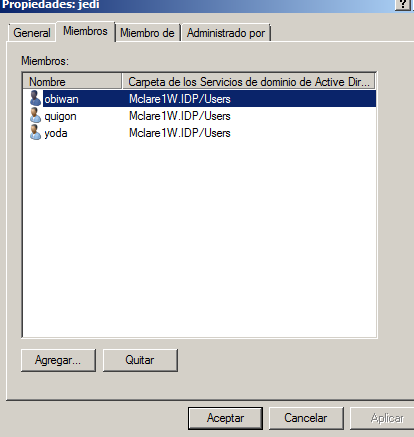 Propiedades: jedi
?
General Miembros Miembro de Administrado por
Miembros:
Nombre Carpeta de los Servicios de dominio de Active Dir...
obiwan Mclare1W.IDP/Users
quigon Mclare1W.IDP/Users
yoda Mclare1W.IDP/Users
Agregar... Quitar
Aceptar Cancelar Aplicar